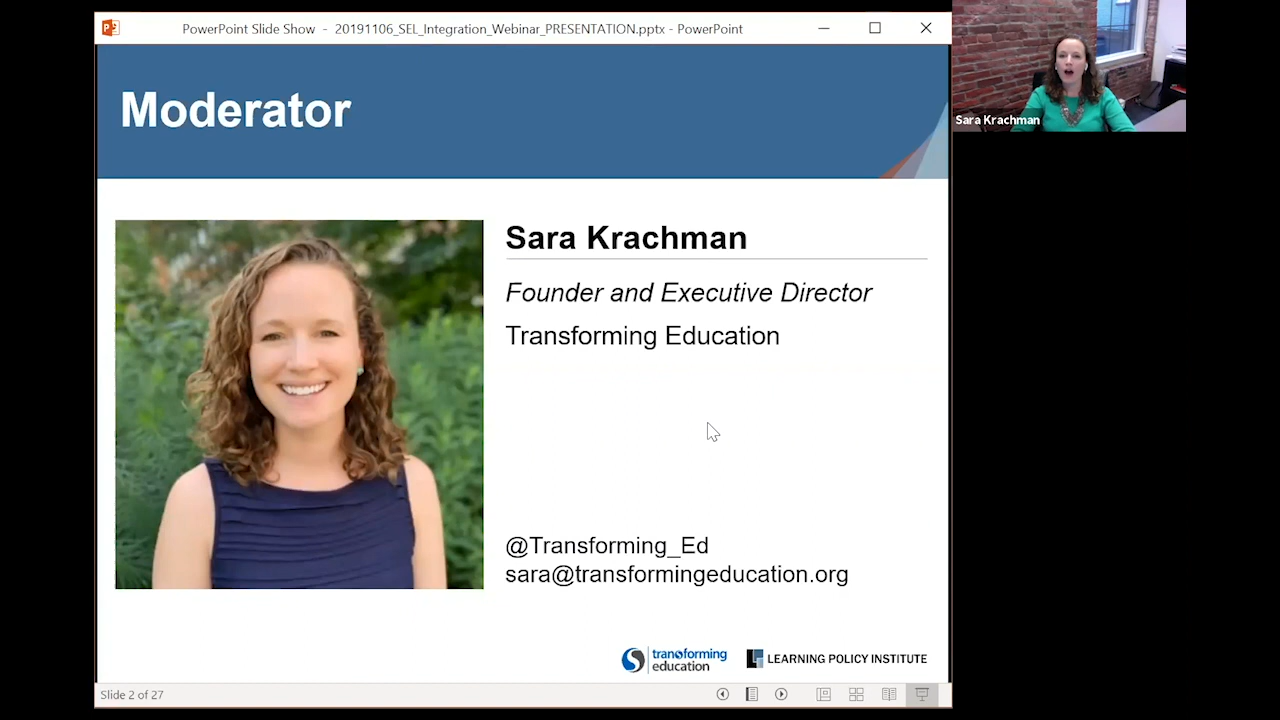 PowerPoint Slide Show - 20191106_SEL_Integration_Webinar_PRESENTATION.pptx - PowerPoint
Sara Krachman
Moderator
Sara Krachman
Founder and Executive Director
Transforming Education
@Transforming_Ed
sara@transformingeducation.org
transforming
education
LEARNING POLICY INSTITUTE
Slide 2 of 27